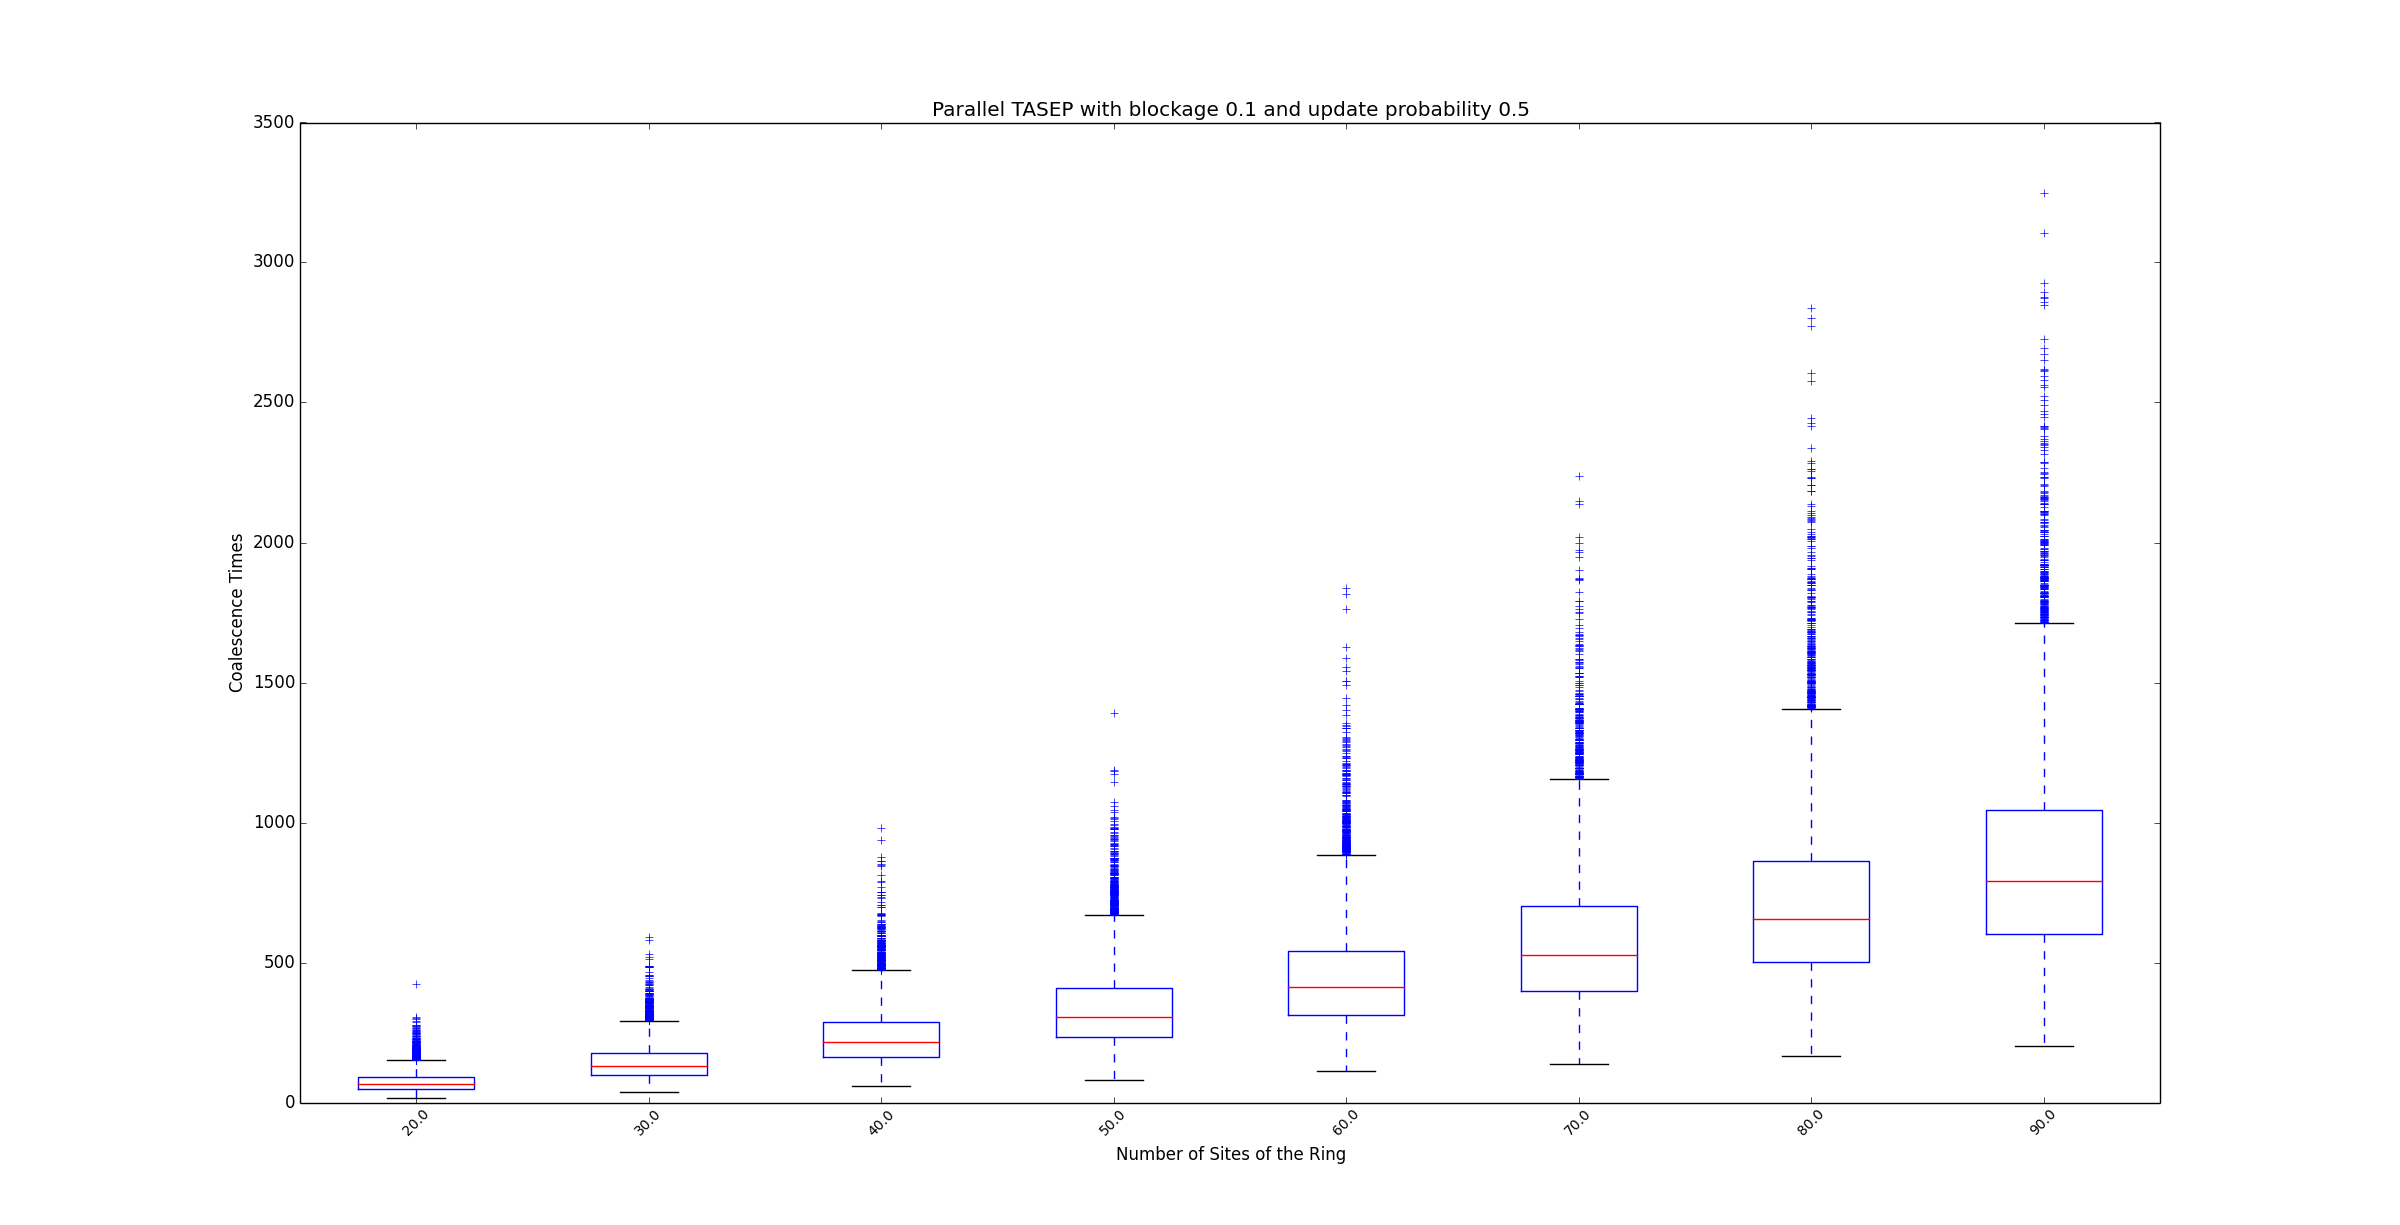 Parallel TASEP with blockage 0.1 and update probability 0.5
3500
3000
2500
2000
1500
1000
500
0
Coalescence Times
20.0 30.0 40.0 50.0 60.0 70.0 80.0 90.0
Number of Sites of the Ring